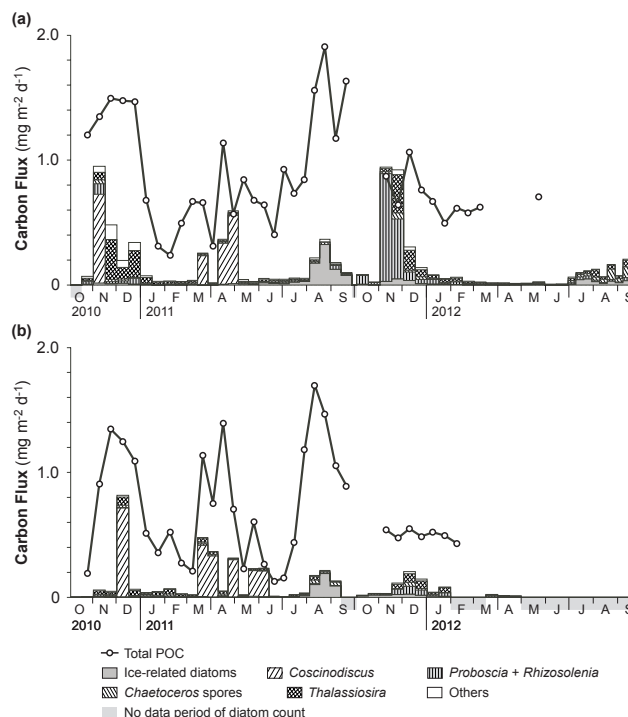 (a)
2.0
1.0
0
Carbon Flux (mg m-2 d-1)
O N D J F M A M J J A S O N D J F M A M J J A S
2010 2011 2012
(b)
2.0
1.0
0
Carbon Flux (mg m-2 d-1)
O N D J F M A M J J A S O N D J F M A M J J A S
2010 2011 2012
Total POC
Ice-related diatoms Coscinodiscus Proboscia + Rhizosolenia
Chaetoceros spores Thalassiosira Others
No data period of diatom count